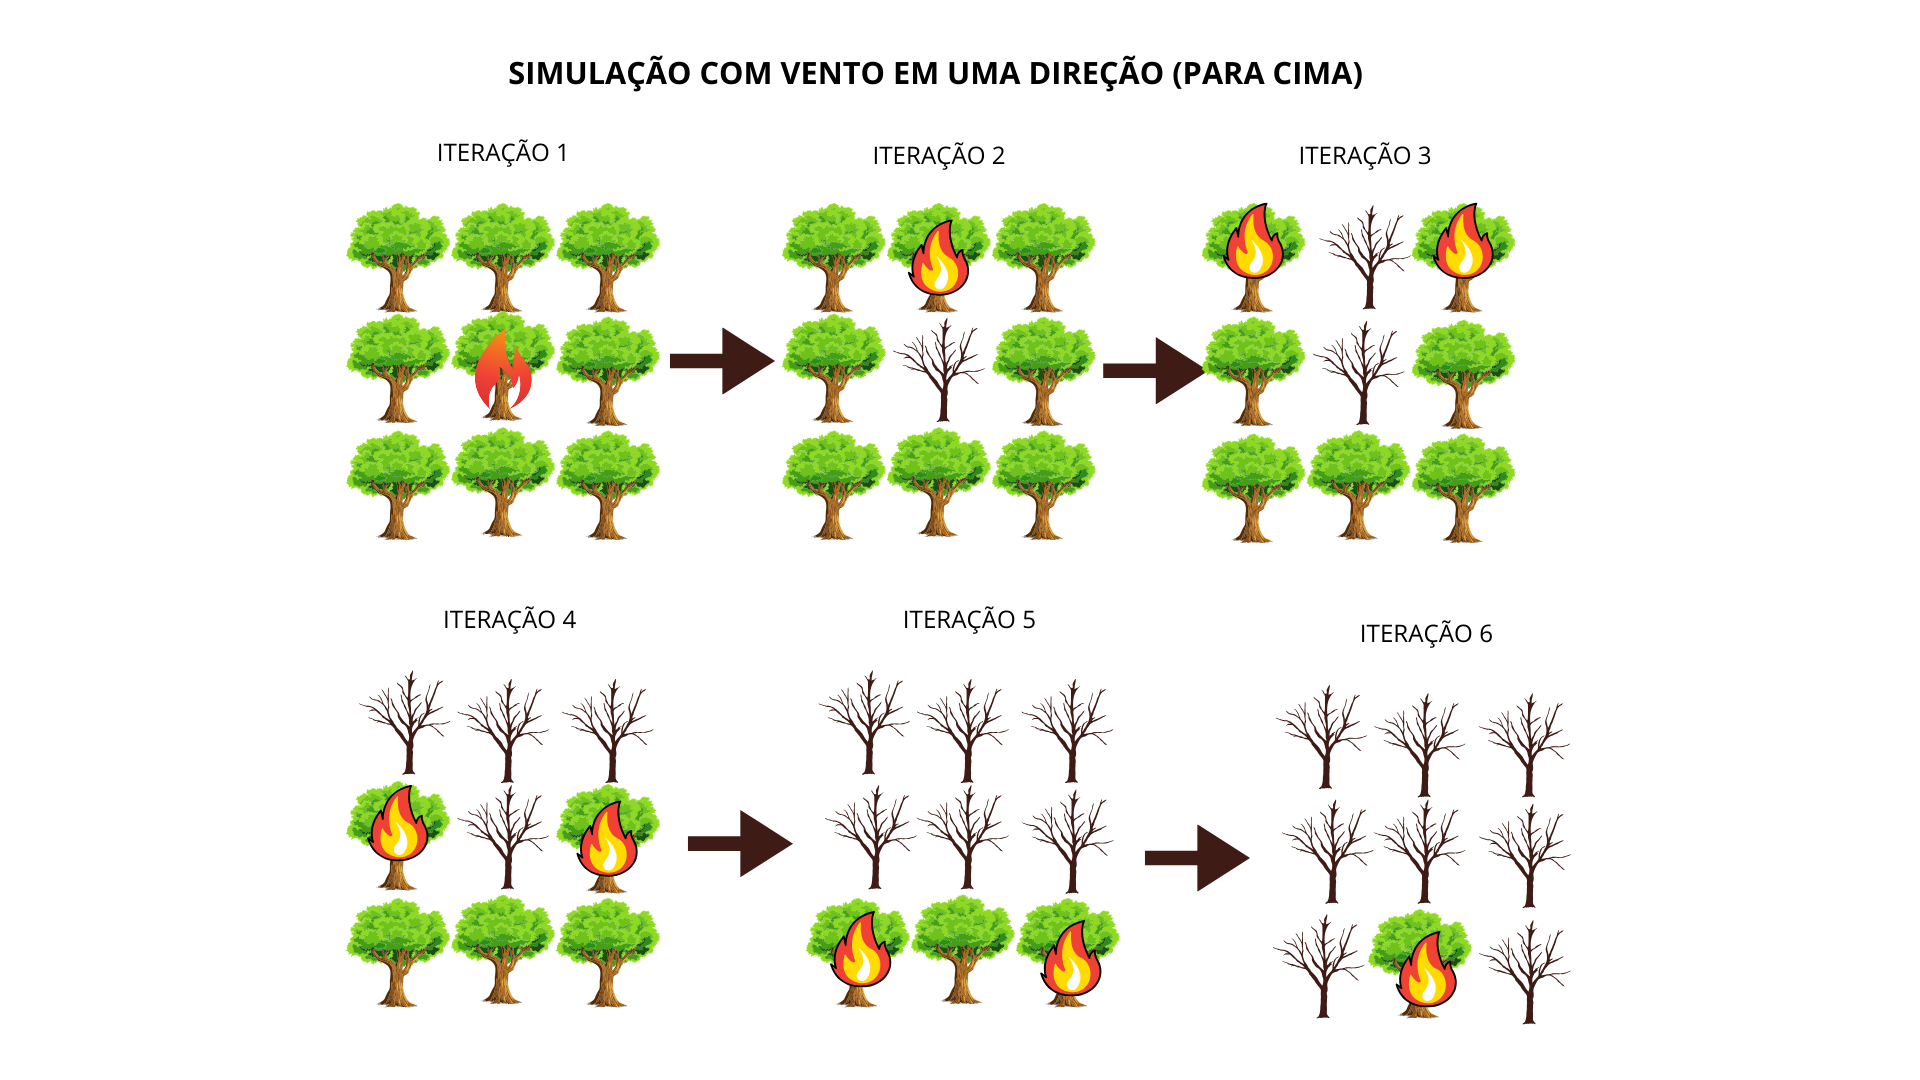 SIMULAÇÃO COM VENTO EM UMA DIREÇÃO (PARA CIMA)
ITERAÇÃO 1
ITERAÇÃO 2
ITERAÇÃO 3
ITERAÇÃO 4
ITERAÇÃO 5
ITERAÇÃO 6